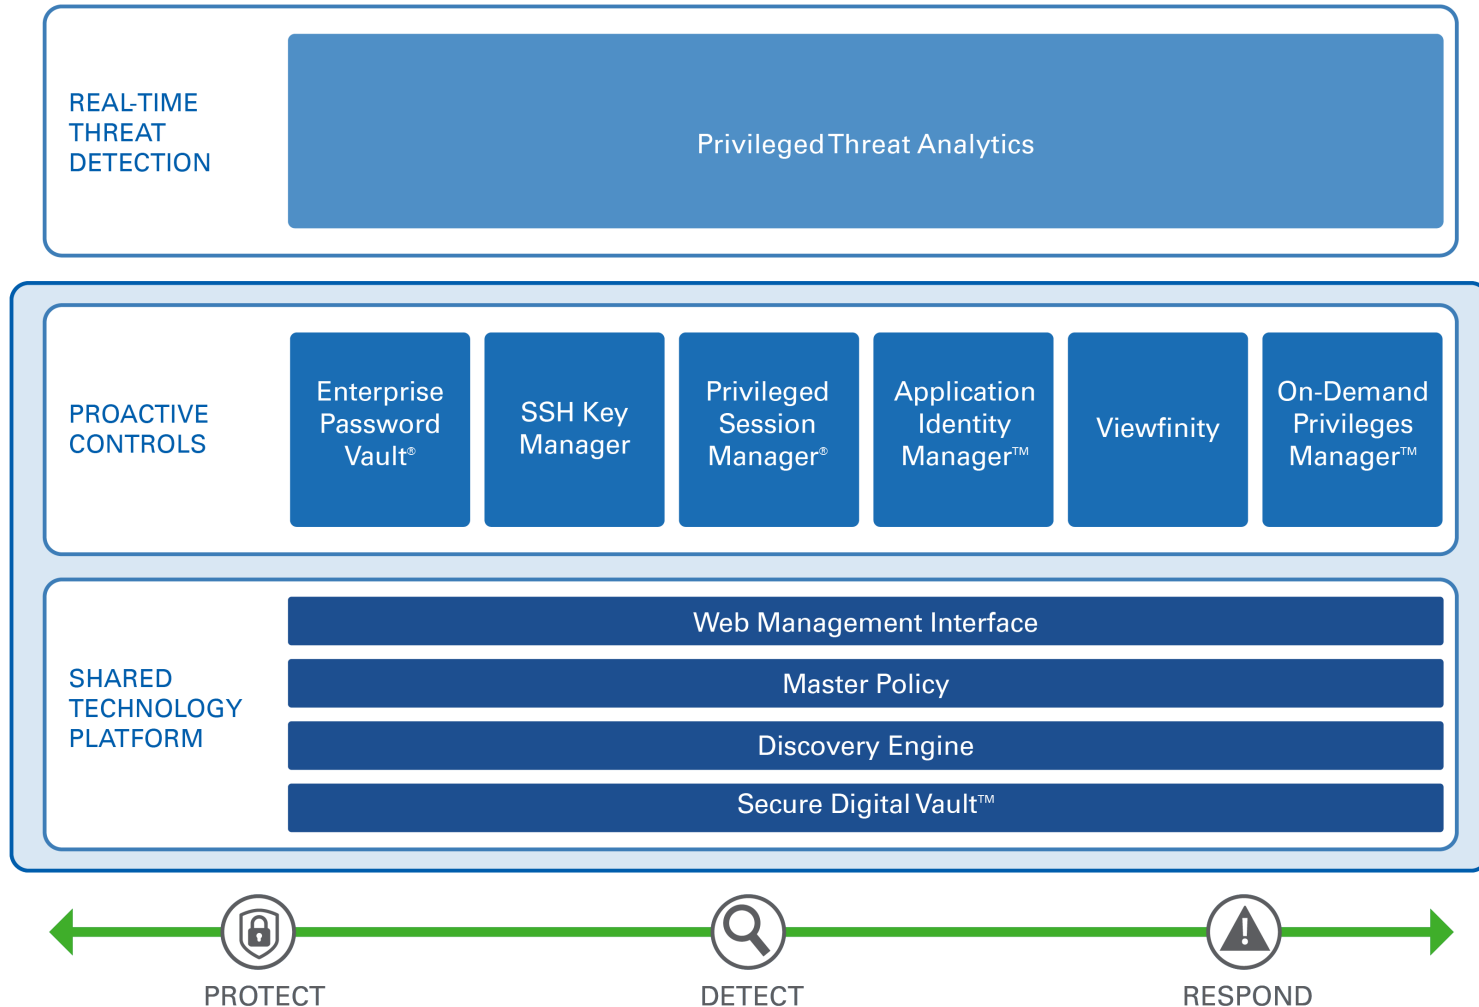 REAL-TIME
THREAT
DETECTION
Privileged Threat Analytics
PROACTIVE
CONTROLS
Enterprise
Password
Vault®
SSH Key
Manager
Privileged
Session
Manager®
Application
Identity
Manager™
Viewfinity
On-Demand
Privileges
Manager™
SHARED
TECHNOLOGY
PLATFORM
Web Management Interface
Master Policy
Discovery Engine
Secure Digital Vault™
PROTECT
DETECT
RESPOND